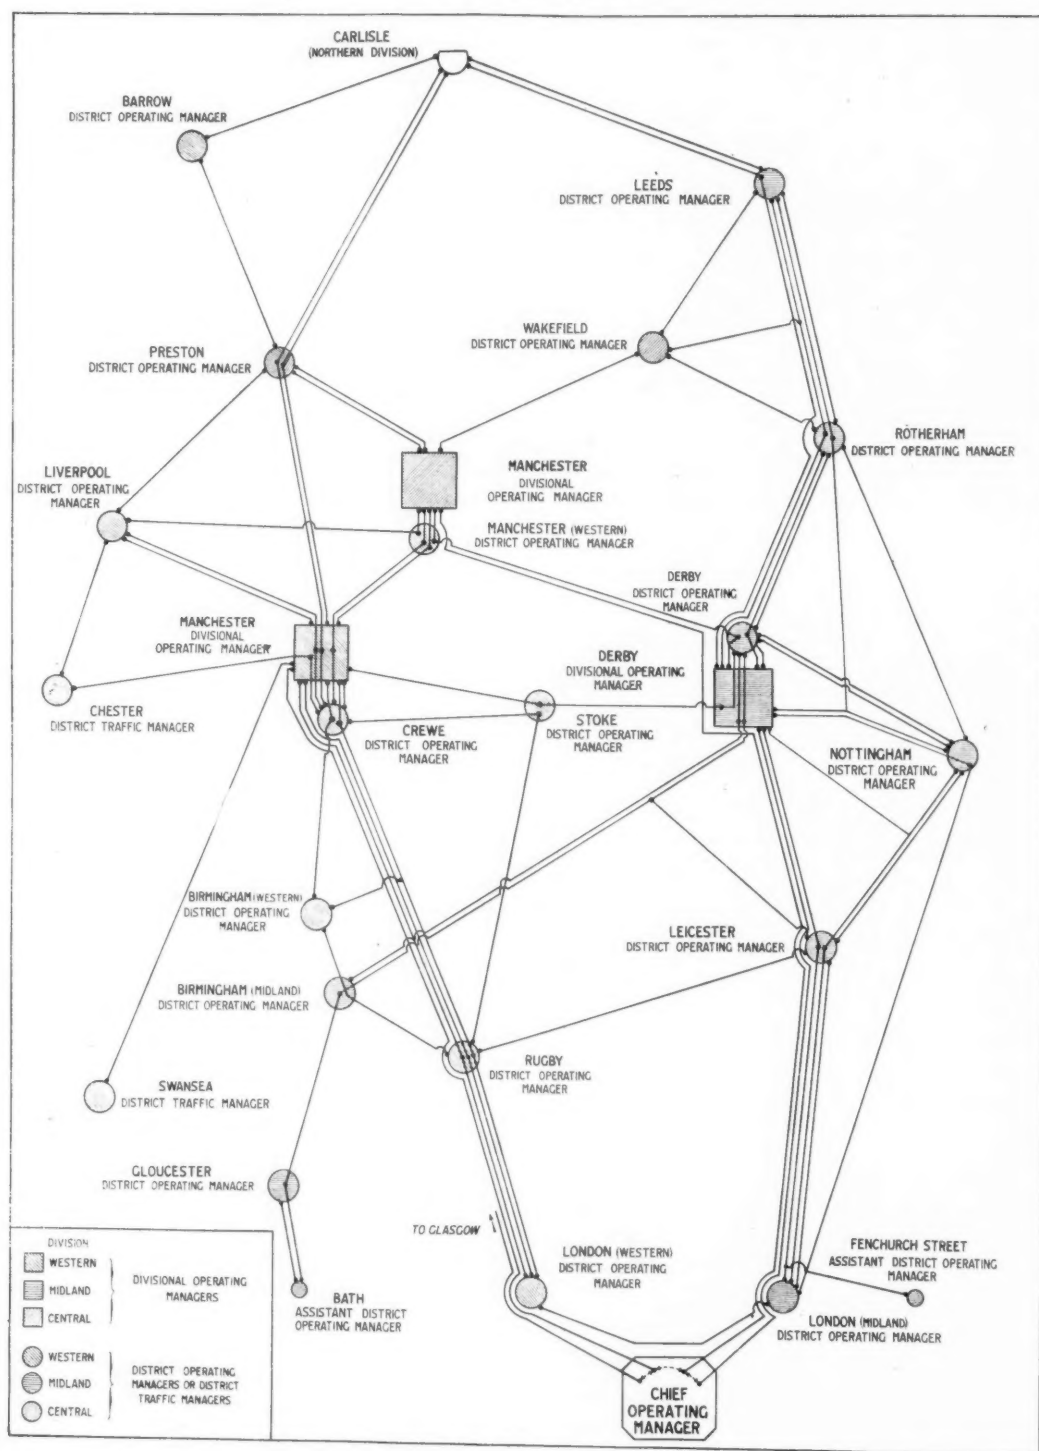 CARLISLE
(NORTHERN DIVISION)
BARROW
DISTRICT OPERATING MANAGER
LEEDS
DISTRICT OPERATING MANAGER
WAKEFIELD
DISTRICT OPERATING MANAGER
PRESTON
DISTRICT OPERATING MANAGER
ROTHERHAM
DISTRICT OPERATING MANAGER
LIVERPOOL
DISTRICT OPERATING
MANAGER
MANCHESTER
DIVISIONAL
OPERATING MANAGER
MANCHESTER (WESTERN)
DISTRICT OPERATING MANAGER
DERBY
DISTRICT OPERATING
MANAGER
MANCHESTER
DIVISIONAL
OPERATING MANAGER
DERBY
DIVISIONAL OPERATING
MANAGER
CHESTER
DISTRICT TRAFFIC MANAGER
CREWE
DISTRICT OPERATING
MANAGER
STOKE
DISTRICT OPERATING
MANAGER
NOTTINGHAM
DISTRICT OPERATING
MANAGER
BIRMINGHAM (WESTERN)
DISTRICT OPERATING
MANAGER
LEICESTER
DISTRICT OPERATING MANAGER
BIRMINGHAM (MIDLAND)
DISTRICT OPERATING MANAGER
RUGBY
DISTRICT OPERATING
MANAGER
SWANSEA
DISTRICT TRAFFIC MANAGER
GLOUCESTER
DISTRICT OPERATING MANAGER
TO GLASGOW
LONDON (WESTERN)
DISTRICT OPERATING
MANAGER
FENCHURCH STREET
ASSISTANT DISTRICT OPERATING
MANAGER
BATH
ASSISTANT DISTRICT
OPERATING MANAGER
LONDON (MIDLAND)
DISTRICT OPERATING MANAGER
CHIEF
OPERATING
MANAGER
DIVISION
WESTERN
MIDLAND
CENTRAL
DIVISIONAL OPERATING
MANAGERS
WESTERN
MIDLAND
CENTRAL
DISTRICT OPERATING
MANAGERS OR DISTRICT
TRAFFIC MANAGERS